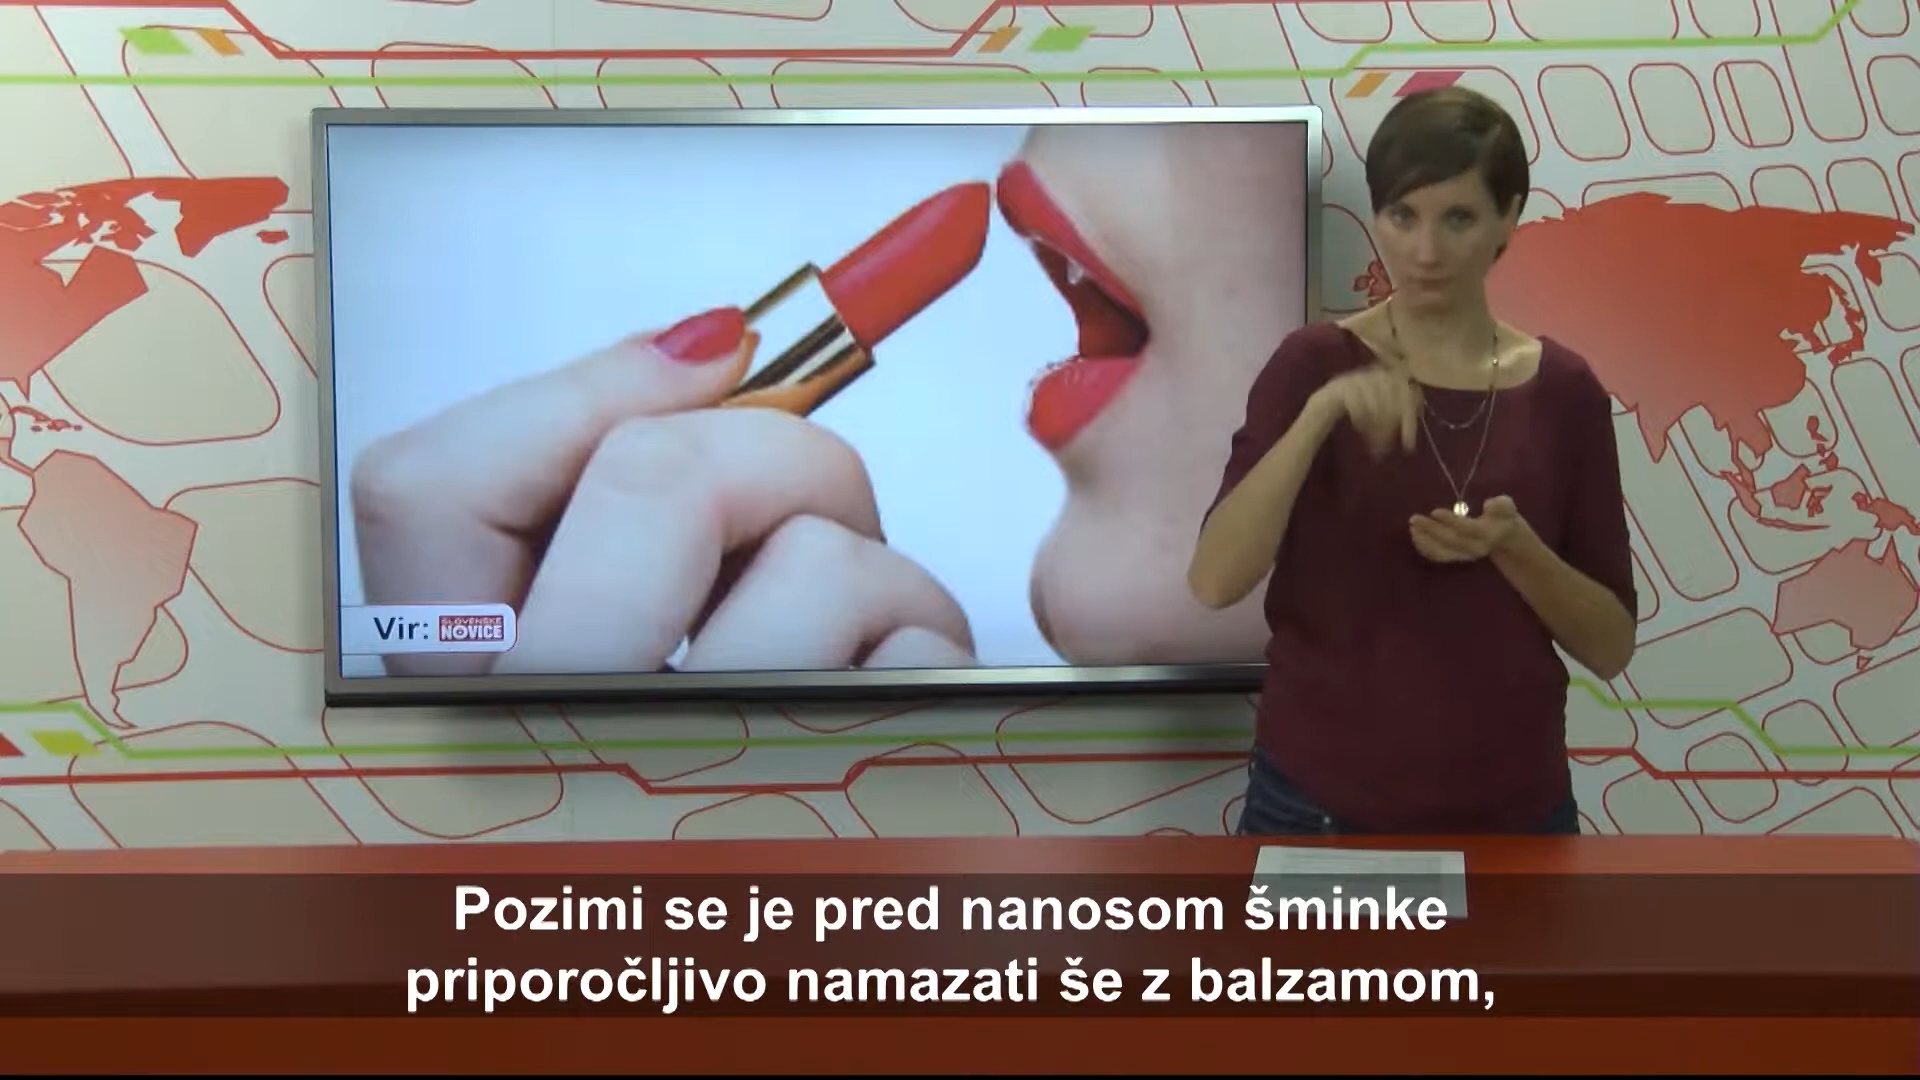 Vir: SLOVENSKE
NOVICE
Pozimi se je pred nanosom šminke
priporočljivo namazati še z balzamom,